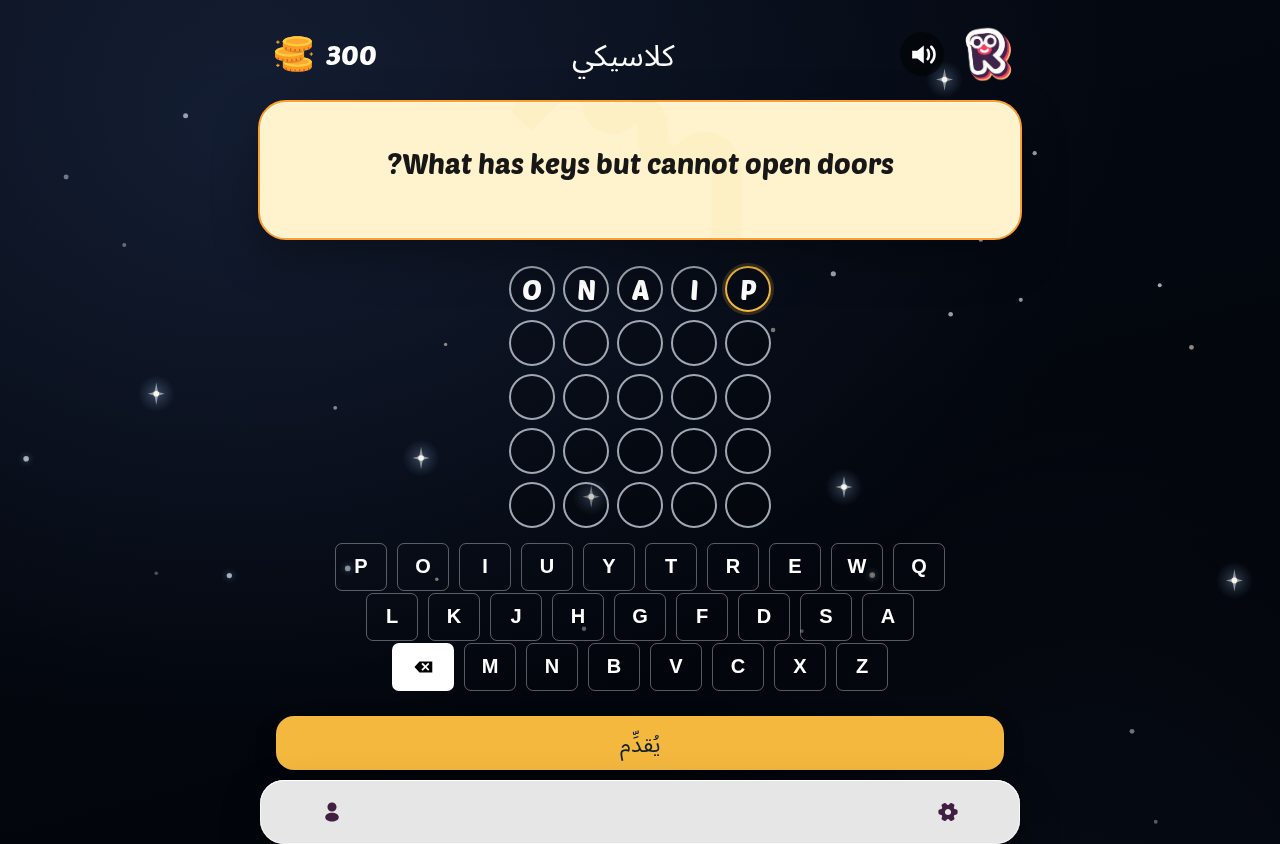 300
كلاسيكي
?What has keys but cannot open doors
O N A I P
P O I U Y T R E W Q
L K J H G F D S A
M N B V C X Z
يُقدِّم